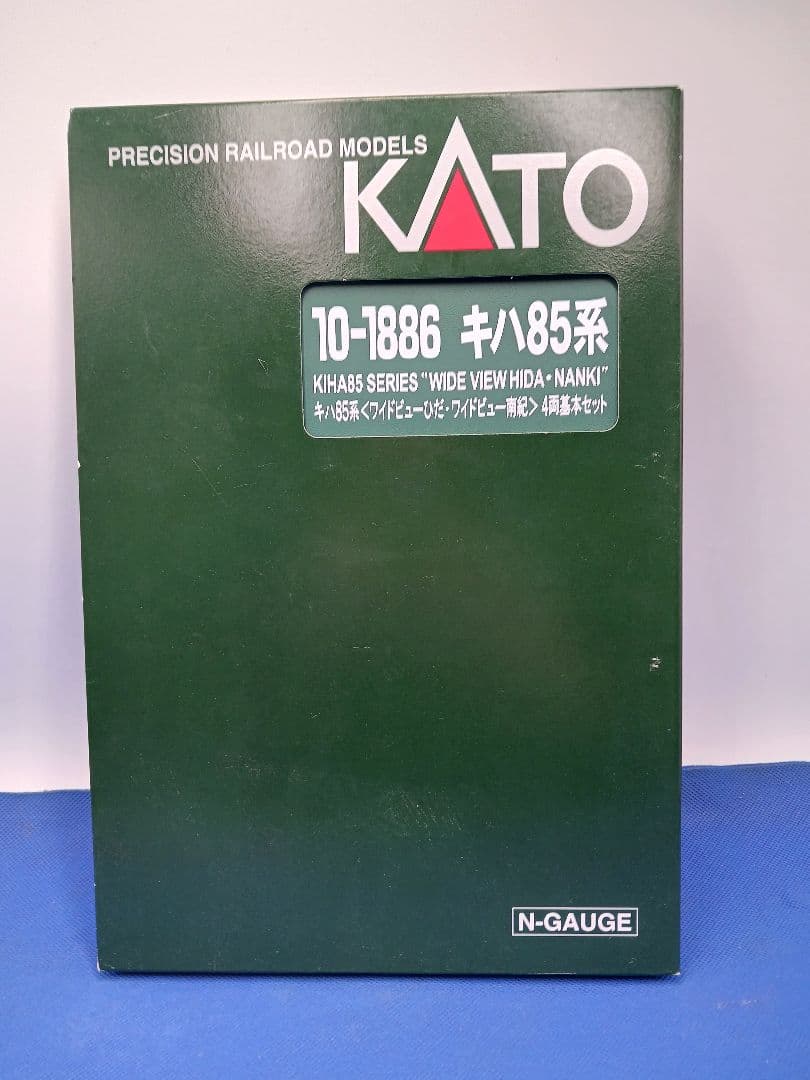 PRECISION RAILROAD MODELS
KATO
10-1886 キハ85系
KIHA85 SERIES "WIDE VIEW HIDA・NANKI"
キハ85系<ワイドビューひだ・ワイドビュー南紀> 4両基本セット
N-GAUGE